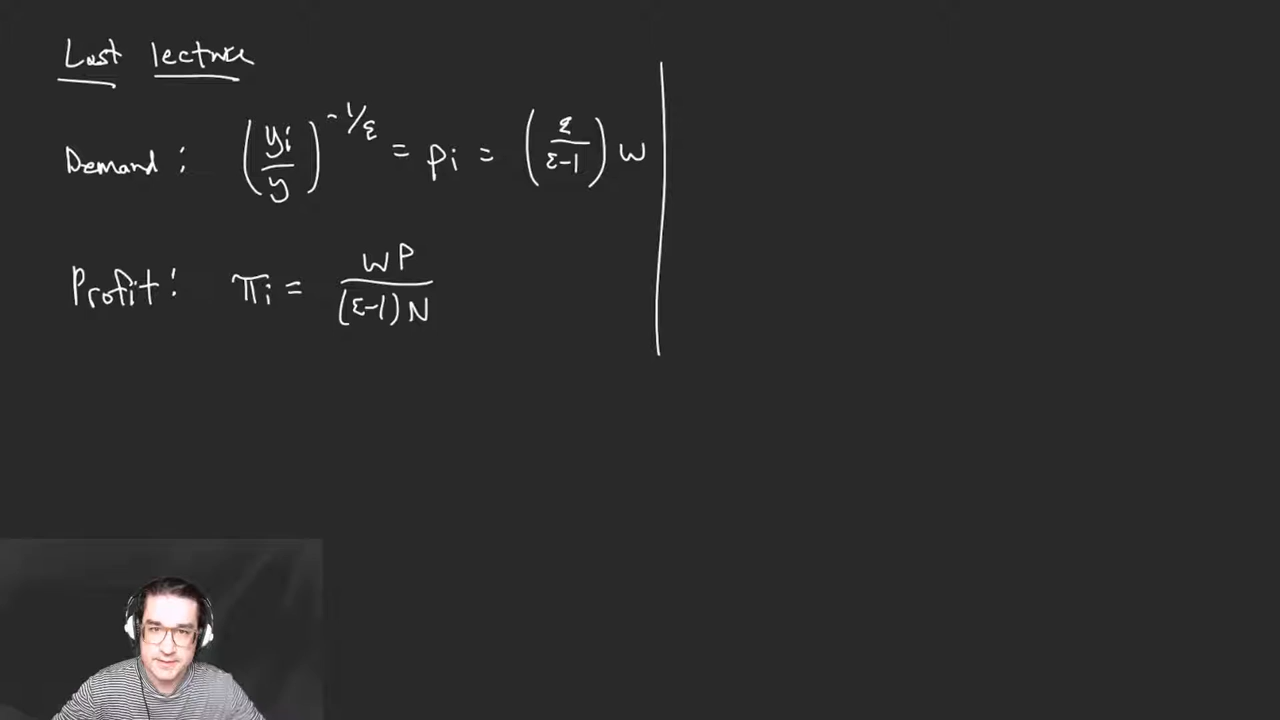 Last lecture
Demand: (yi/y)^-1/ε = pi = (ε/ε-1) w
Profit: πi = wP/(ε-1)N